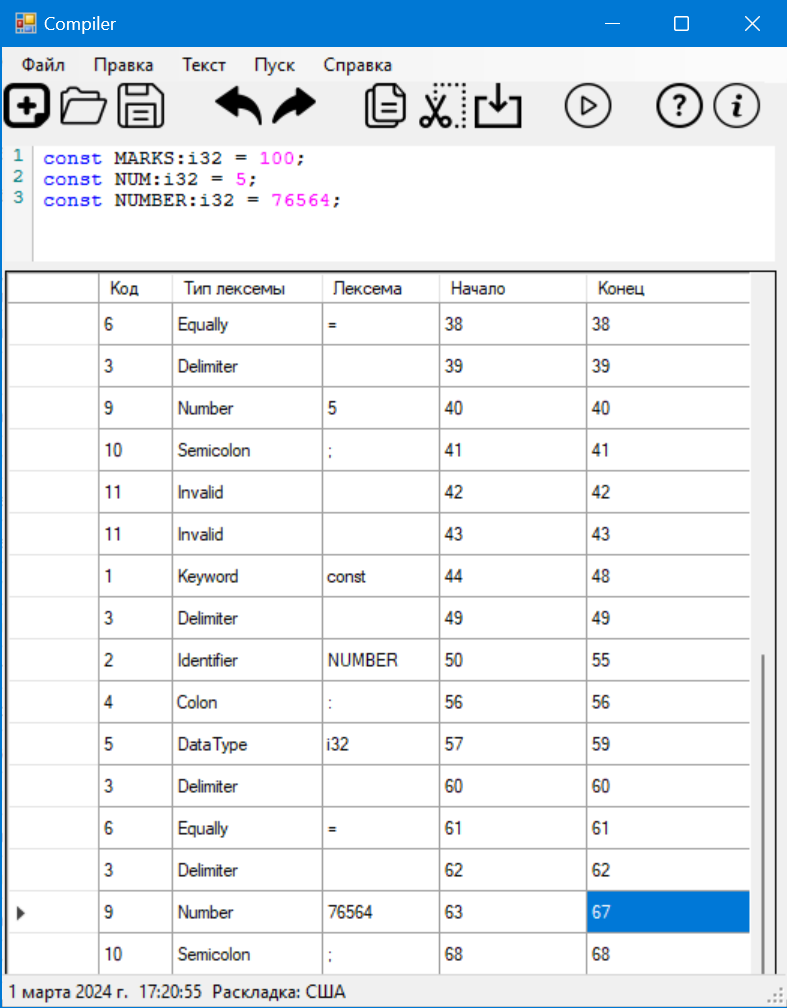 Compiler
Файл Правка Текст Пуск Справка
1 const MARKS:i32 = 100;
2 const NUM:i32 = 5;
3 const NUMBER:i32 = 76564;
Код Тип лексемы Лексема Начало Конец
6 Equally = 38 38
3 Delimiter 39 39
9 Number 5 40 40
10 Semicolon ; 41 41
11 Invalid 42 42
11 Invalid 43 43
1 Keyword const 44 48
3 Delimiter 49 49
2 Identifier NUMBER 50 55
4 Colon : 56 56
5 DataType i32 57 59
3 Delimiter 60 60
6 Equally = 61 61
3 Delimiter 62 62
9 Number 76564 63 67
10 Semicolon ; 68 68
1 марта 2024 г. 17:20:55 Раскладка: США